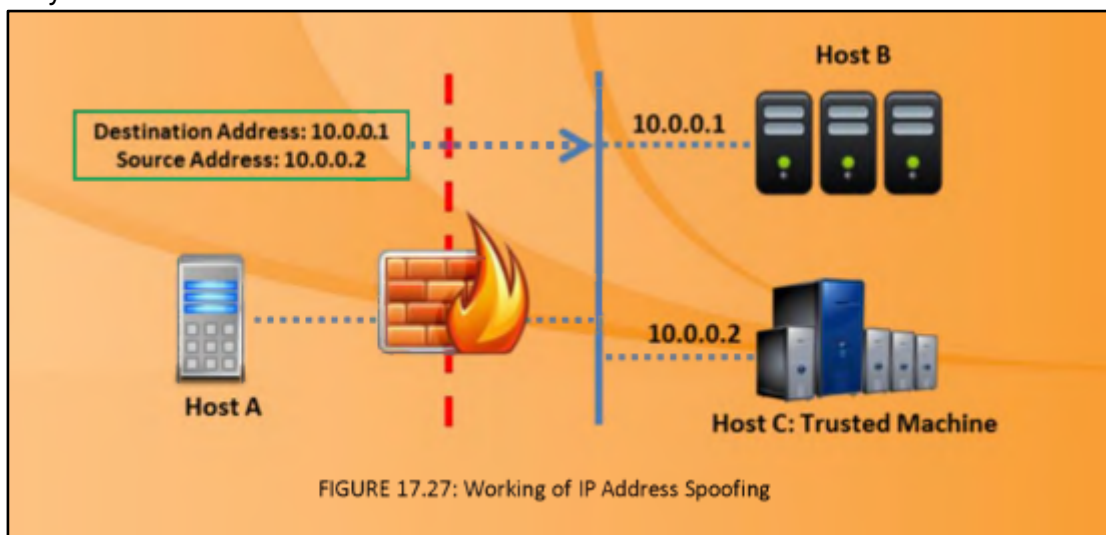 Host B
Destination Address: 10.0.0.1
Source Address: 10.0.0.2
10.0.0.1
10.0.0.2
Host A
Host C: Trusted Machine
FIGURE 17.27: Working of IP Address Spoofing